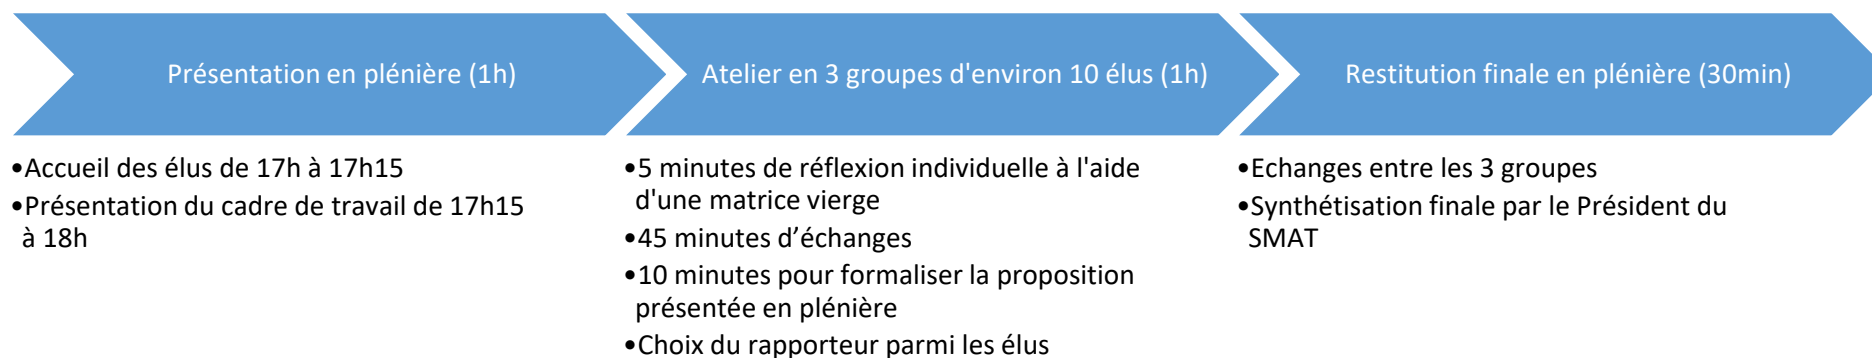 Présentation en plénière (1h)
•Accueil des élus de 17h à 17h15
•Présentation du cadre de travail de 17h15
à 18h
Atelier en 3 groupes d'environ 10 élus (1h)
•5 minutes de réflexion individuelle à l'aide
d'une matrice vierge
•45 minutes d’échanges
•10 minutes pour formaliser la proposition
présentée en plénière
•Choix du rapporteur parmi les élus
Restitution finale en plénière (30min)
•Echanges entre les 3 groupes
•Synthétisation finale par le Président du
SMAT